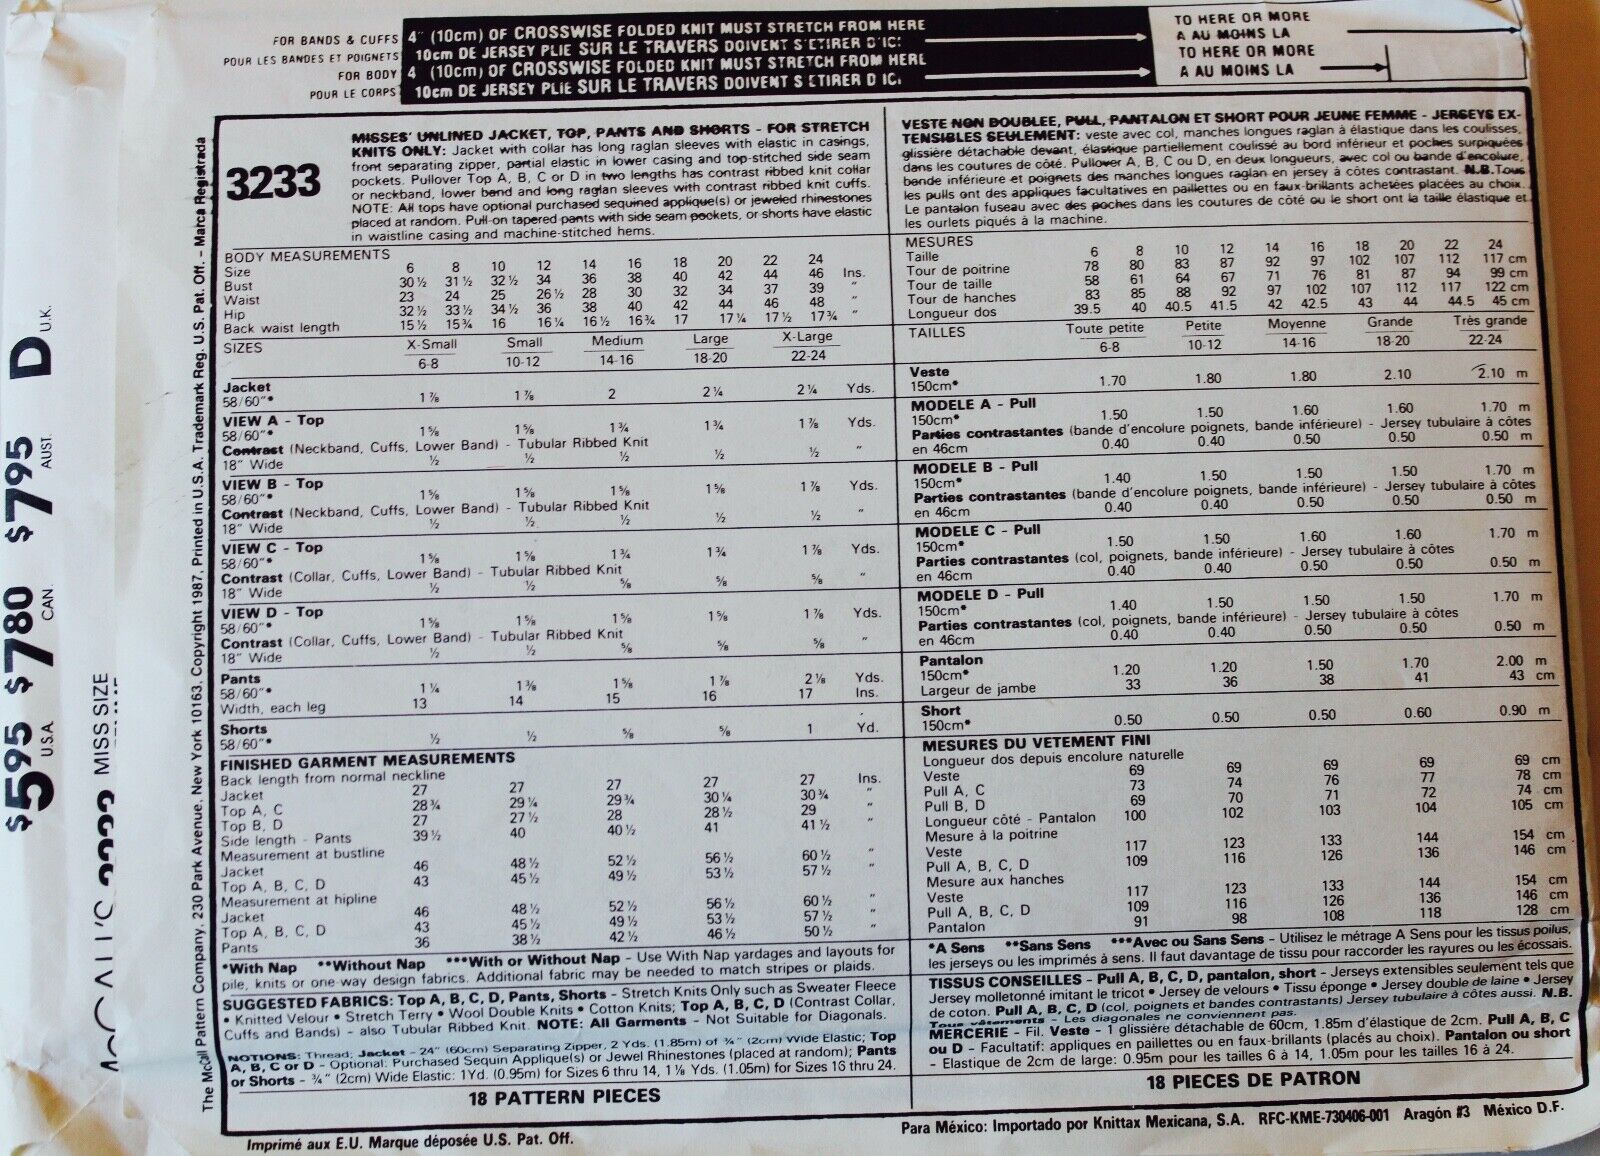 FOR BANDS & CUFFS 4" (10cm) OF CROSSWISE FOLDED KNIT MUST STRETCH FROM HERE TO HERE OR MORE
POUR LES BANDES ET POIGNETS 10cm DE JERSEY PLIE SUR LE TRAVERS DOIVENT S'ETIRER D'ICI A AU MOINS LA
FOR BODY 4" (10cm) OF CROSSWISE FOLDED KNIT MUST STRETCH FROM HERE TO HERE OR MORE
POUR LE CORPS 10cm DE JERSEY PLIE SUR LE TRAVERS DOIVENT S'ETIRER D'ICI A AU MOINS LA
3233
MISSES' UNLINED JACKET, TOP, PANTS AND SHORTS - FOR STRETCH
KNITS ONLY: Jacket with collar has long raglan sleeves with elastic in casings,
front separating zipper, partial elastic in lower casing and top-stitched side seam
pockets. Pullover Top A, B, C or D in two lengths has contrast ribbed knit collar
or neckband, lower bend and long raglan sleeves with contrast ribbed knit cuffs.
NOTE: All tops have optional purchased sequined applique(s) or jeweled rhinestones
placed at random. Pull-on tapered pants with side seam pockets, or shorts have elastic
in waistline casing and machine-stitched hems.
BODY MEASUREMENTS
Size 6 8 10 12 14 16 18 20 22 24
Bust 30½ 31½ 32½ 34 36 38 40 42 44 46 Ins.
Waist 23 24 25 26½ 28 30 32 34 37 39 "
Hip 32½ 33½ 34½ 36 38 40 42 44 46 48 "
Back waist length 15½ 15¾ 16 16¼ 16½ 16¾ 17 17¼ 17½ 17¾ "
SIZES X-Small Small Medium Large X-Large
6-8 10-12 14-16 18-20 22-24
Jacket
58/60"* 1⅞ 1⅞ 2 2¼ 2¼ Yds.
VIEW A - Top
58/60"* 1⅝ 1⅝ 1¾ 1¾ 1⅞ Yds.
Contrast (Neckband, Cuffs, Lower Band) - Tubular Ribbed Knit
18" Wide ½ ½ ½ ½ ½ "
VIEW B - Top
58/60"* 1⅝ 1⅝ 1⅝ 1⅝ 1⅞ Yds.
Contrast (Neckband, Cuffs, Lower Band) - Tubular Ribbed Knit
18" Wide ½ ½ ½ ½ ½ "
VIEW C - Top
58/60"* 1⅝ 1⅝ 1¾ 1¾ 1⅞ Yds.
Contrast (Collar, Cuffs, Lower Band) - Tubular Ribbed Knit
18" Wide ½ ½ ⅝ ⅝ ⅝ "
VIEW D - Top
58/60"* 1⅝ 1⅝ 1⅝ 1⅝ 1⅞ Yds.
Contrast (Collar, Cuffs, Lower Band) - Tubular Ribbed Knit
18" Wide ½ ½ ⅝ ⅝ ⅝ "
Pants
58/60"* 1¼ 1⅜ 1⅝ 1⅞ 2⅛ Yds.
Width, each leg 13 14 15 16 17 Ins.
Shorts
58/60"* ½ ½ ⅝ ⅝ 1 Yd.
FINISHED GARMENT MEASUREMENTS
Back length from normal neckline
Jacket 27 27 27 27 27 Ins.
Top A, C 28¾ 29¼ 29¾ 30¼ 30¾ "
Top B, D 27 27½ 28 28½ 29 "
Side length - Pants 39½ 40 40½ 41 41½ "
Measurement at bustline
Jacket 46 48½ 52½ 56½ 60½ "
Top A, B, C, D 43 45½ 49½ 53½ 57½ "
Measurement at hipline
Jacket 46 48½ 52½ 56½ 60½ "
Top A, B, C, D 43 45½ 49½ 53½ 57½ "
Pants 36 38½ 42½ 46½ 50½ "
*With Nap **Without Nap ***With or Without Nap - Use With Nap yardages and layouts for
pile, knits or one-way design fabrics. Additional fabric may be needed to match stripes or plaids.
SUGGESTED FABRICS: Top A, B, C, D, Pants, Shorts - Stretch Knits Only such as Sweater Fleece
• Knitted Velour • Stretch Terry • Wool Double Knits • Cotton Knits; Top A, B, C, D (Contrast Collar,
Cuffs and Bands) - also Tubular Ribbed Knit. NOTE: All Garments - Not Suitable for Diagonals.
NOTIONS: Thread; Jacket - 24" (60cm) Separating Zipper, 2 Yds. (1.85m) of ¾" (2cm) Wide Elastic; Top
A, B, C or D - Optional: Purchased Sequin Applique(s) or Jewel Rhinestones (placed at random); Pants
or Shorts - ¾" (2cm) Wide Elastic: 1Yd. (0.95m) for Sizes 6 thru 14, 1⅛ Yds. (1.05m) for Sizes 16 thru 24.
18 PATTERN PIECES
VESTE NON DOUBLEE, PULL, PANTALON ET SHORT POUR JEUNE FEMME - JERSEYS EX-
TENSIBLES SEULEMENT: veste avec col, manches longues raglan à élastique dans les coulisses,
glissière détachable devant, élastique partiellement coulissé au bord inférieur et poches surpiquées
dans les coutures de côté. Pullover A, B, C ou D, en deux longueurs, avec col ou bande d'encolure,
bande inférieure et poignets des manches longues raglan en jersey à côtes contrastant. N.B. Tous
les pulls ont des appliques facultatives en paillettes ou en faux-brillants achetées placées au choix.
Le pantalon fuseau avec des poches dans les coutures de côté ou le short ont la taille élastique et
les ourlets piqués à la machine.
MESURES
Taille 6 8 10 12 14 16 18 20 22 24
Tour de poitrine 78 80 83 87 92 97 102 107 112 117 cm
Tour de taille 58 61 64 67 71 76 81 87 94 99 cm
Tour de hanches 83 85 88 92 97 102 107 112 117 122 cm
Longueur dos 39.5 40 40.5 41.5 42 42.5 43 44 44.5 45 cm
TAILLES Toute petite Petite Moyenne Grande Très grande
6-8 10-12 14-16 18-20 22-24
Veste
150cm* 1.70 1.80 1.80 2.10 2.10 m
MODELE A - Pull
150cm* 1.50 1.50 1.60 1.60 1.70 m
Parties contrastantes (bande d'encolure poignets, bande inférieure) - Jersey tubulaire à côtes
en 46cm 0.40 0.40 0.50 0.50 0.50 m
MODELE B - Pull
150cm* 1.40 1.50 1.50 1.50 1.70 m
Parties contrastantes (bande d'encolure poignets, bande inférieure) - Jersey tubulaire à côtes
en 46cm 0.40 0.40 0.50 0.50 0.50 m
MODELE C - Pull
150cm* 1.50 1.50 1.60 1.60 1.70 m
Parties contrastantes (col, poignets, bande inférieure) - Jersey tubulaire à côtes
en 46cm 0.40 0.40 0.50 0.50 0.50 m
MODELE D - Pull
150cm* 1.40 1.50 1.50 1.50 1.70 m
Parties contrastantes (col, poignets, bande inférieure) - Jersey tubulaire à côtes
en 46cm 0.40 0.40 0.50 0.50 0.50 m
Pantalon
150cm* 1.20 1.20 1.50 1.70 2.00 m
Largeur de jambe 33 36 38 41 43 cm
Short
150cm* 0.50 0.50 0.50 0.60 0.90 m
MESURES DU VETEMENT FINI
Longueur dos depuis encolure naturelle
Veste 69 69 69 69 69 cm
Pull A, C 73 74 76 77 78 cm
Pull B, D 69 70 71 72 74 cm
Longueur côté - Pantalon 100 102 103 104 105 cm
Mesure à la poitrine
Veste 117 123 133 144 154 cm
Pull A, B, C, D 109 116 126 136 146 cm
Mesure aux hanches
Veste 117 123 133 144 154 cm
Pull A, B, C, D 109 116 126 136 146 cm
Pantalon 91 98 108 118 128 cm
*A Sens **Sans Sens ***Avec ou Sans Sens - Utilisez le métrage A Sens pour les tissus poilus,
les jerseys ou les imprimés à sens. Il faut davantage de tissu pour raccorder les rayures ou les écossais.
TISSUS CONSEILLES - Pull A, B, C, D, pantalon, short - Jerseys extensibles seulement tels que
Jersey molletonné imitant le tricot • Jersey de velours • Tissu éponge • Jersey double de laine • Jersey
de coton. Pull A, B, C, D (col, poignets et bandes contrastants) Jersey tubulaire à côtes aussi. N.B.
Tous vêtements - Les diagonales ne conviennent pas.
MERCERIE - Fil. Veste - 1 glissière détachable de 60cm, 1.85m d'élastique de 2cm. Pull A, B, C
ou D - Facultatif: appliques en paillettes ou en faux-brillants (placés au choix). Pantalon ou short
- Elastique de 2cm de large: 0.95m pour les tailles 6 à 14, 1.05m pour les tailles 16 à 24.
18 PIECES DE PATRON
Imprimé aux E.U. Marque déposée U.S. Pat. Off.
Para México: Importado por Knittax Mexicana, S.A. RFC-KME-730406-001 Aragón #3 México D.F.
The McCall Pattern Company, 230 Park Avenue, New York 10163, Copyright 1987, Printed in U.S.A. Trademark Reg. U.S. Pat. Off. - Marca Registrada
$5.95 U.S.A. $7.80 CAN. $7.95 AUST. D U.K.
MISS SIZE